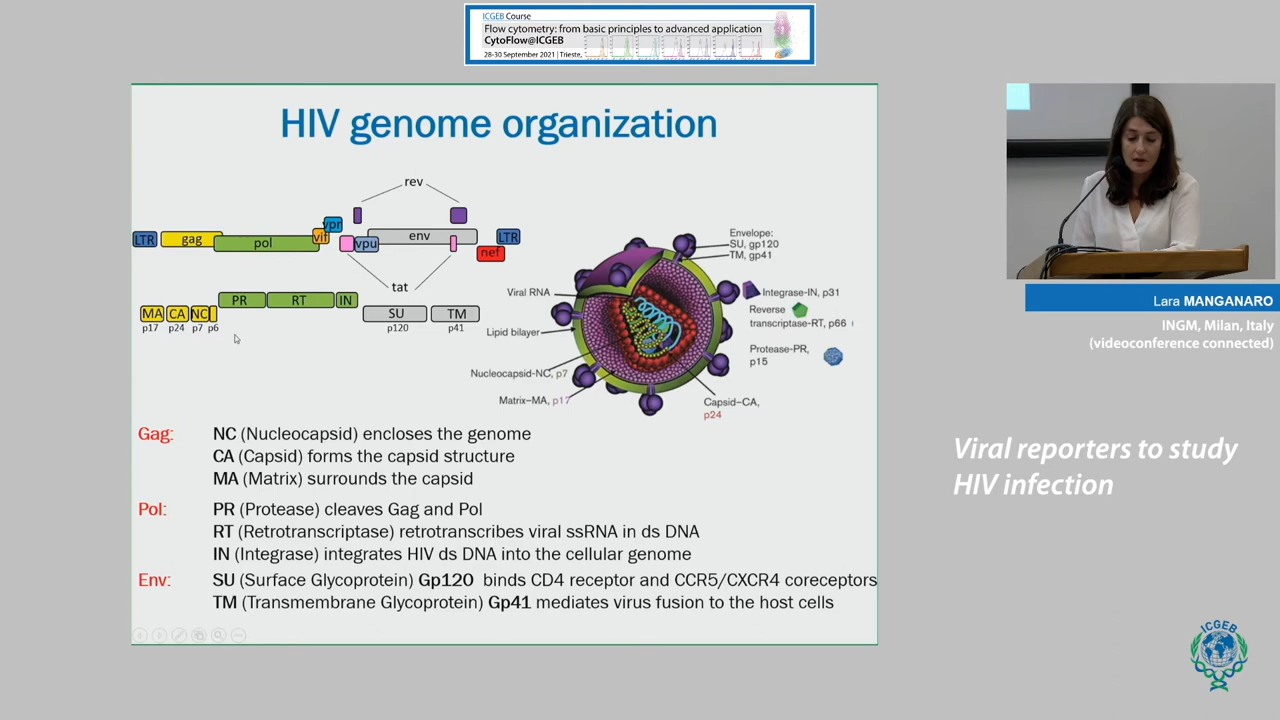 ICGEB Course
Flow cytometry: from basic principles to advanced application
CytoFlow@ICGEB
28-30 September 2021 | Trieste,
HIV genome organization
rev
LTR
gag
pol
vif
vpr
vpu
env
nef
LTR
tat
MA
CA
NC
PR
RT
IN
SU
TM
p17
p24
p7
p6
p120
p41
Envelope:
SU, gp120
TM, gp41
Viral RNA
Integrase-IN, p31
Reverse
transcriptase-RT, p66
Lipid bilayer
Protease-PR,
p15
Nucleocapsid-NC, p7
Matrix–MA, p17
Capsid–CA,
p24
Gag: NC (Nucleocapsid) encloses the genome
CA (Capsid) forms the capsid structure
MA (Matrix) surrounds the capsid
Pol: PR (Protease) cleaves Gag and Pol
RT (Retrotranscriptase) retrotranscribes viral ssRNA in ds DNA
IN (Integrase) integrates HIV ds DNA into the cellular genome
Env: SU (Surface Glycoprotein) Gp120 binds CD4 receptor and CCR5/CXCR4 coreceptors
TM (Transmembrane Glycoprotein) Gp41 mediates virus fusion to the host cells
Lara MANGANARO
INGM, Milan, Italy
(videoconference connected)
Viral reporters to study
HIV infection
ICGEB